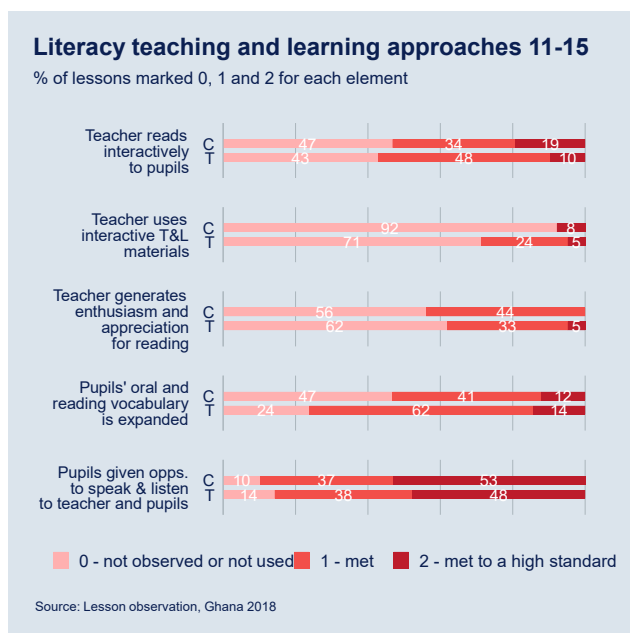 Literacy teaching and learning approaches 11-15
% of lessons marked 0, 1 and 2 for each element
Teacher reads
interactively
to pupils
C 47 34 19
T 43 48 10
Teacher uses
interactive T&L
materials
C 92 8
T 71 24 5
Teacher generates
enthusiasm and
appreciation
for reading
C 56 44
T 62 33 5
Pupils' oral and
reading vocabulary
is expanded
C 47 41 12
T 24 62 14
Pupils given opps.
to speak & listen
to teacher and pupils
C 10 37 53
T 14 38 48
0 - not observed or not used 1 - met 2 - met to a high standard
Source: Lesson observation, Ghana 2018